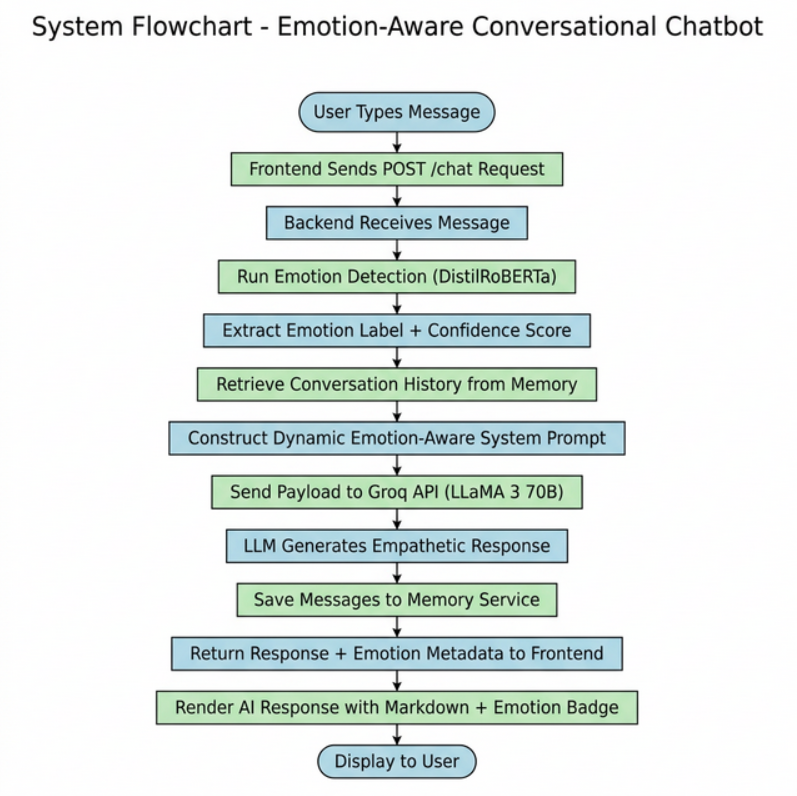 System Flowchart - Emotion-Aware Conversational Chatbot
User Types Message
Frontend Sends POST /chat Request
Backend Receives Message
Run Emotion Detection (DistilRoBERTa)
Extract Emotion Label + Confidence Score
Retrieve Conversation History from Memory
Construct Dynamic Emotion-Aware System Prompt
Send Payload to Groq API (LLaMA 3 70B)
LLM Generates Empathetic Response
Save Messages to Memory Service
Return Response + Emotion Metadata to Frontend
Render AI Response with Markdown + Emotion Badge
Display to User